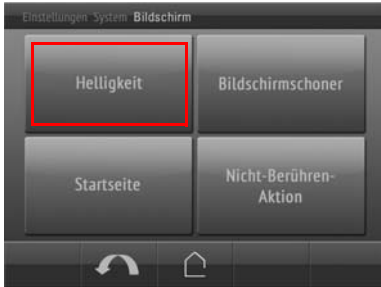 Einstellungen System Bildschirm
Helligkeit
Bildschirmschoner
Startseite
Nicht-Berühren-
Aktion